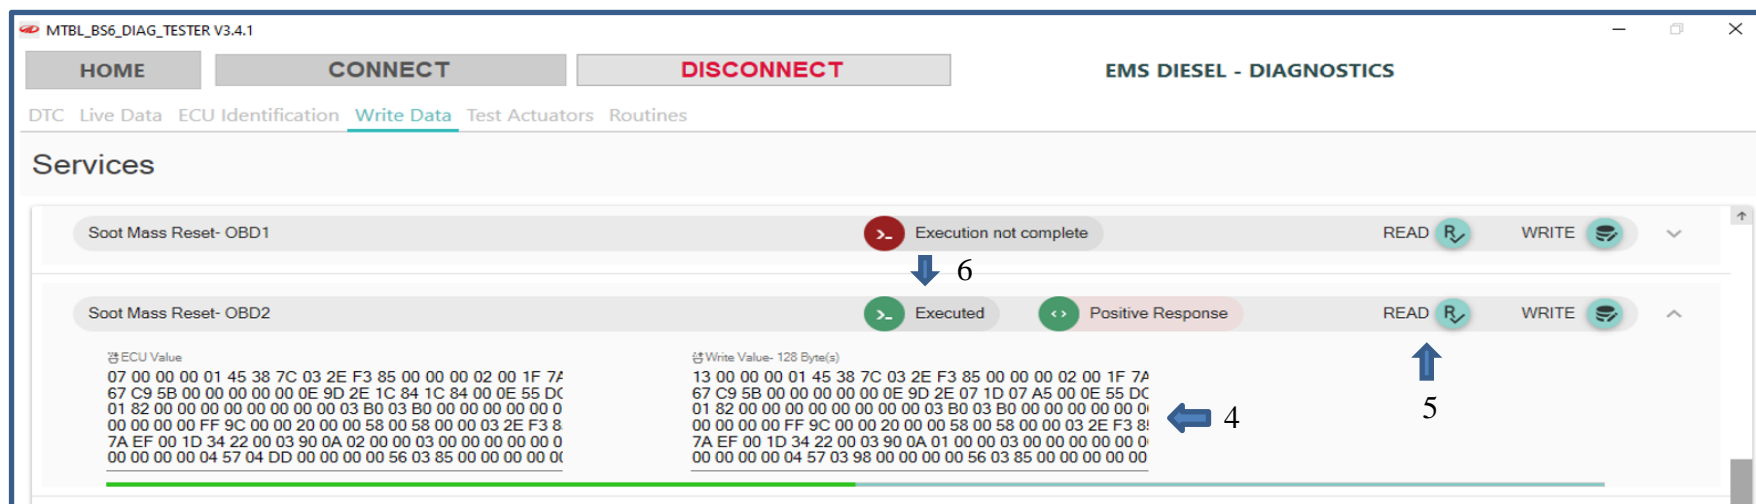 MTBL_BS6_DIAG_TESTER V3.4.1
HOME CONNECT DISCONNECT EMS DIESEL - DIAGNOSTICS
DTC Live Data ECU Identification Write Data Test Actuators Routines
Services
Soot Mass Reset- OBD1 Execution not complete READ WRITE
6
Soot Mass Reset- OBD2 Executed Positive Response READ WRITE
ECU Value
07 00 00 00 01 45 38 7C 03 2E F3 85 00 00 00 02 00 1F 7A
67 C9 5B 00 00 00 00 00 0E 9D 2E 1C 84 1C 84 00 0E 55 DC
01 82 00 00 00 00 00 00 00 00 03 B0 03 B0 00 00 00 00 00 0
00 00 00 00 FF 9C 00 00 20 00 00 58 00 58 00 00 03 2E F3 8
7A EF 00 1D 34 22 00 03 90 0A 02 00 00 03 00 00 00 00 00 0
00 00 00 00 04 57 04 DD 00 00 00 00 56 03 85 00 00 00 00 0
Write Value- 128 Byte(s)
13 00 00 00 01 45 38 7C 03 2E F3 85 00 00 00 02 00 1F 7A
67 C9 5B 00 00 00 00 00 0E 9D 2E 07 1D 07 A5 00 0E 55 DC
01 82 00 00 00 00 00 00 00 00 03 B0 03 B0 00 00 00 00 00 0
00 00 00 00 FF 9C 00 00 20 00 00 58 00 58 00 00 03 2E F3 8
7A EF 00 1D 34 22 00 03 90 0A 01 00 00 03 00 00 00 00 00 0
00 00 00 00 04 57 03 98 00 00 00 00 56 03 85 00 00 00 00 00
4
5